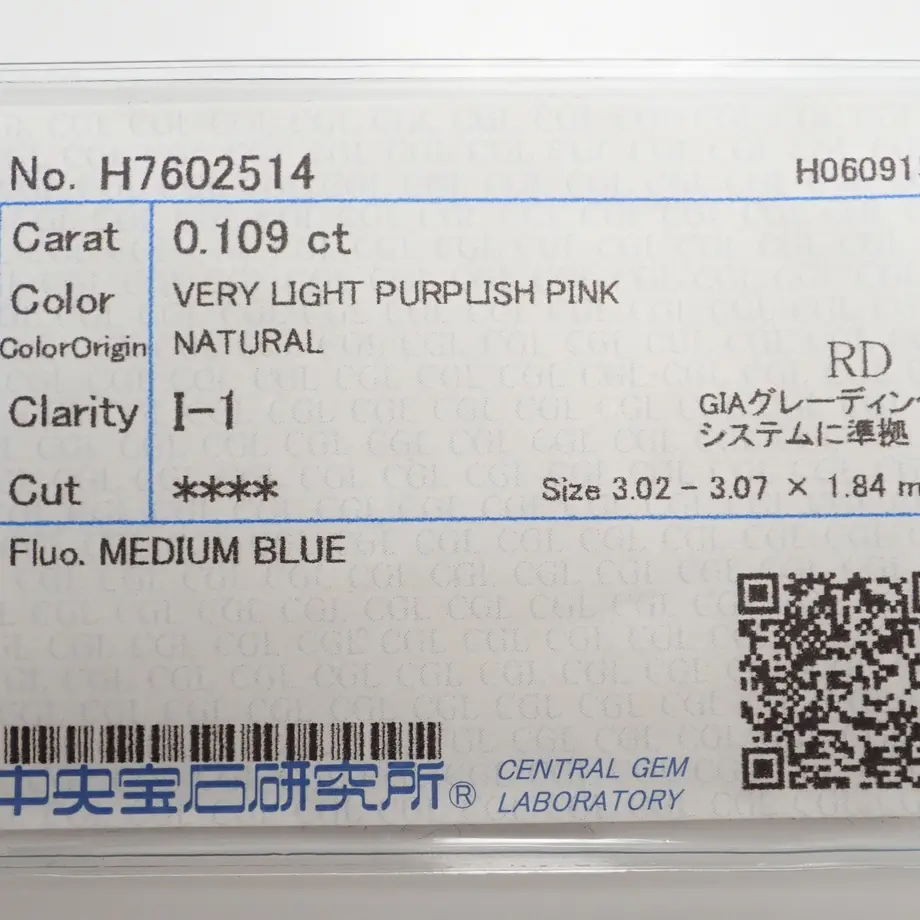 No. H7602514 H06091
Carat 0.109 ct
Color VERY LIGHT PURPLISH PINK
ColorOrigin NATURAL
RD
Clarity I-1
GIAグレーディン
システムに準拠
Cut ****
Size 3.02 - 3.07 × 1.84 m
Fluo. MEDIUM BLUE
中央宝石研究所®
CENTRAL GEM
LABORATORY